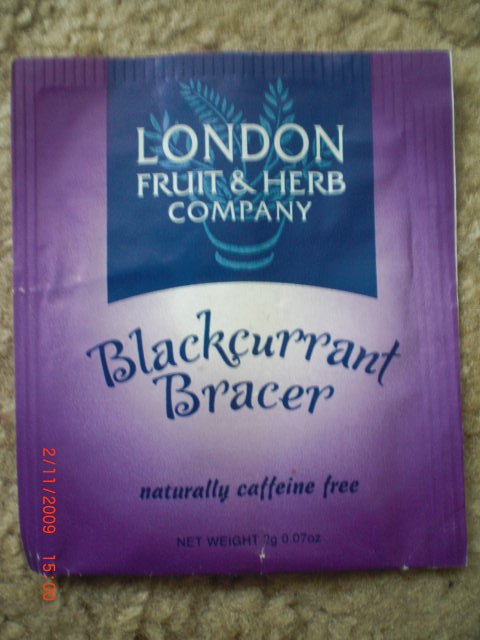 LONDON
FRUIT & HERB
COMPANY
Blackcurrant
Bracer
naturally caffeine free
NET WEIGHT 2g 0.07oz
2/11/2009 15:00